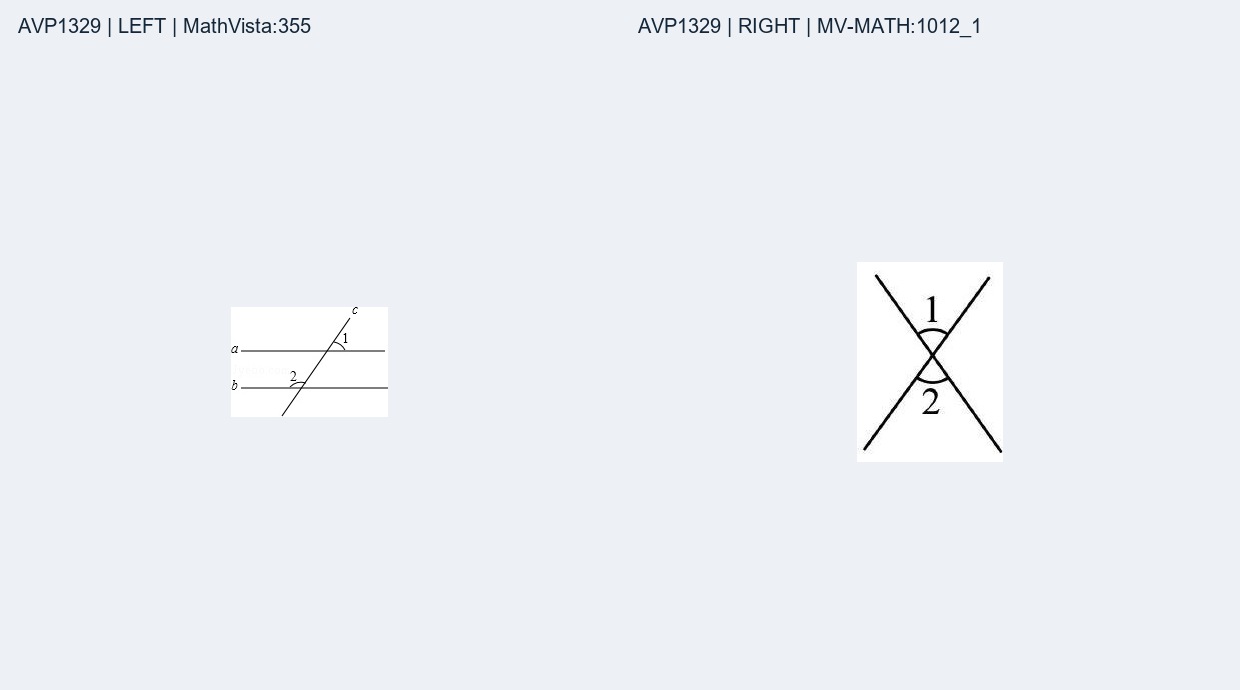 AVP1329 | LEFT | MathVista:355
AVP1329 | RIGHT | MV-MATH:1012_1
c
1
a
2
b
1
2